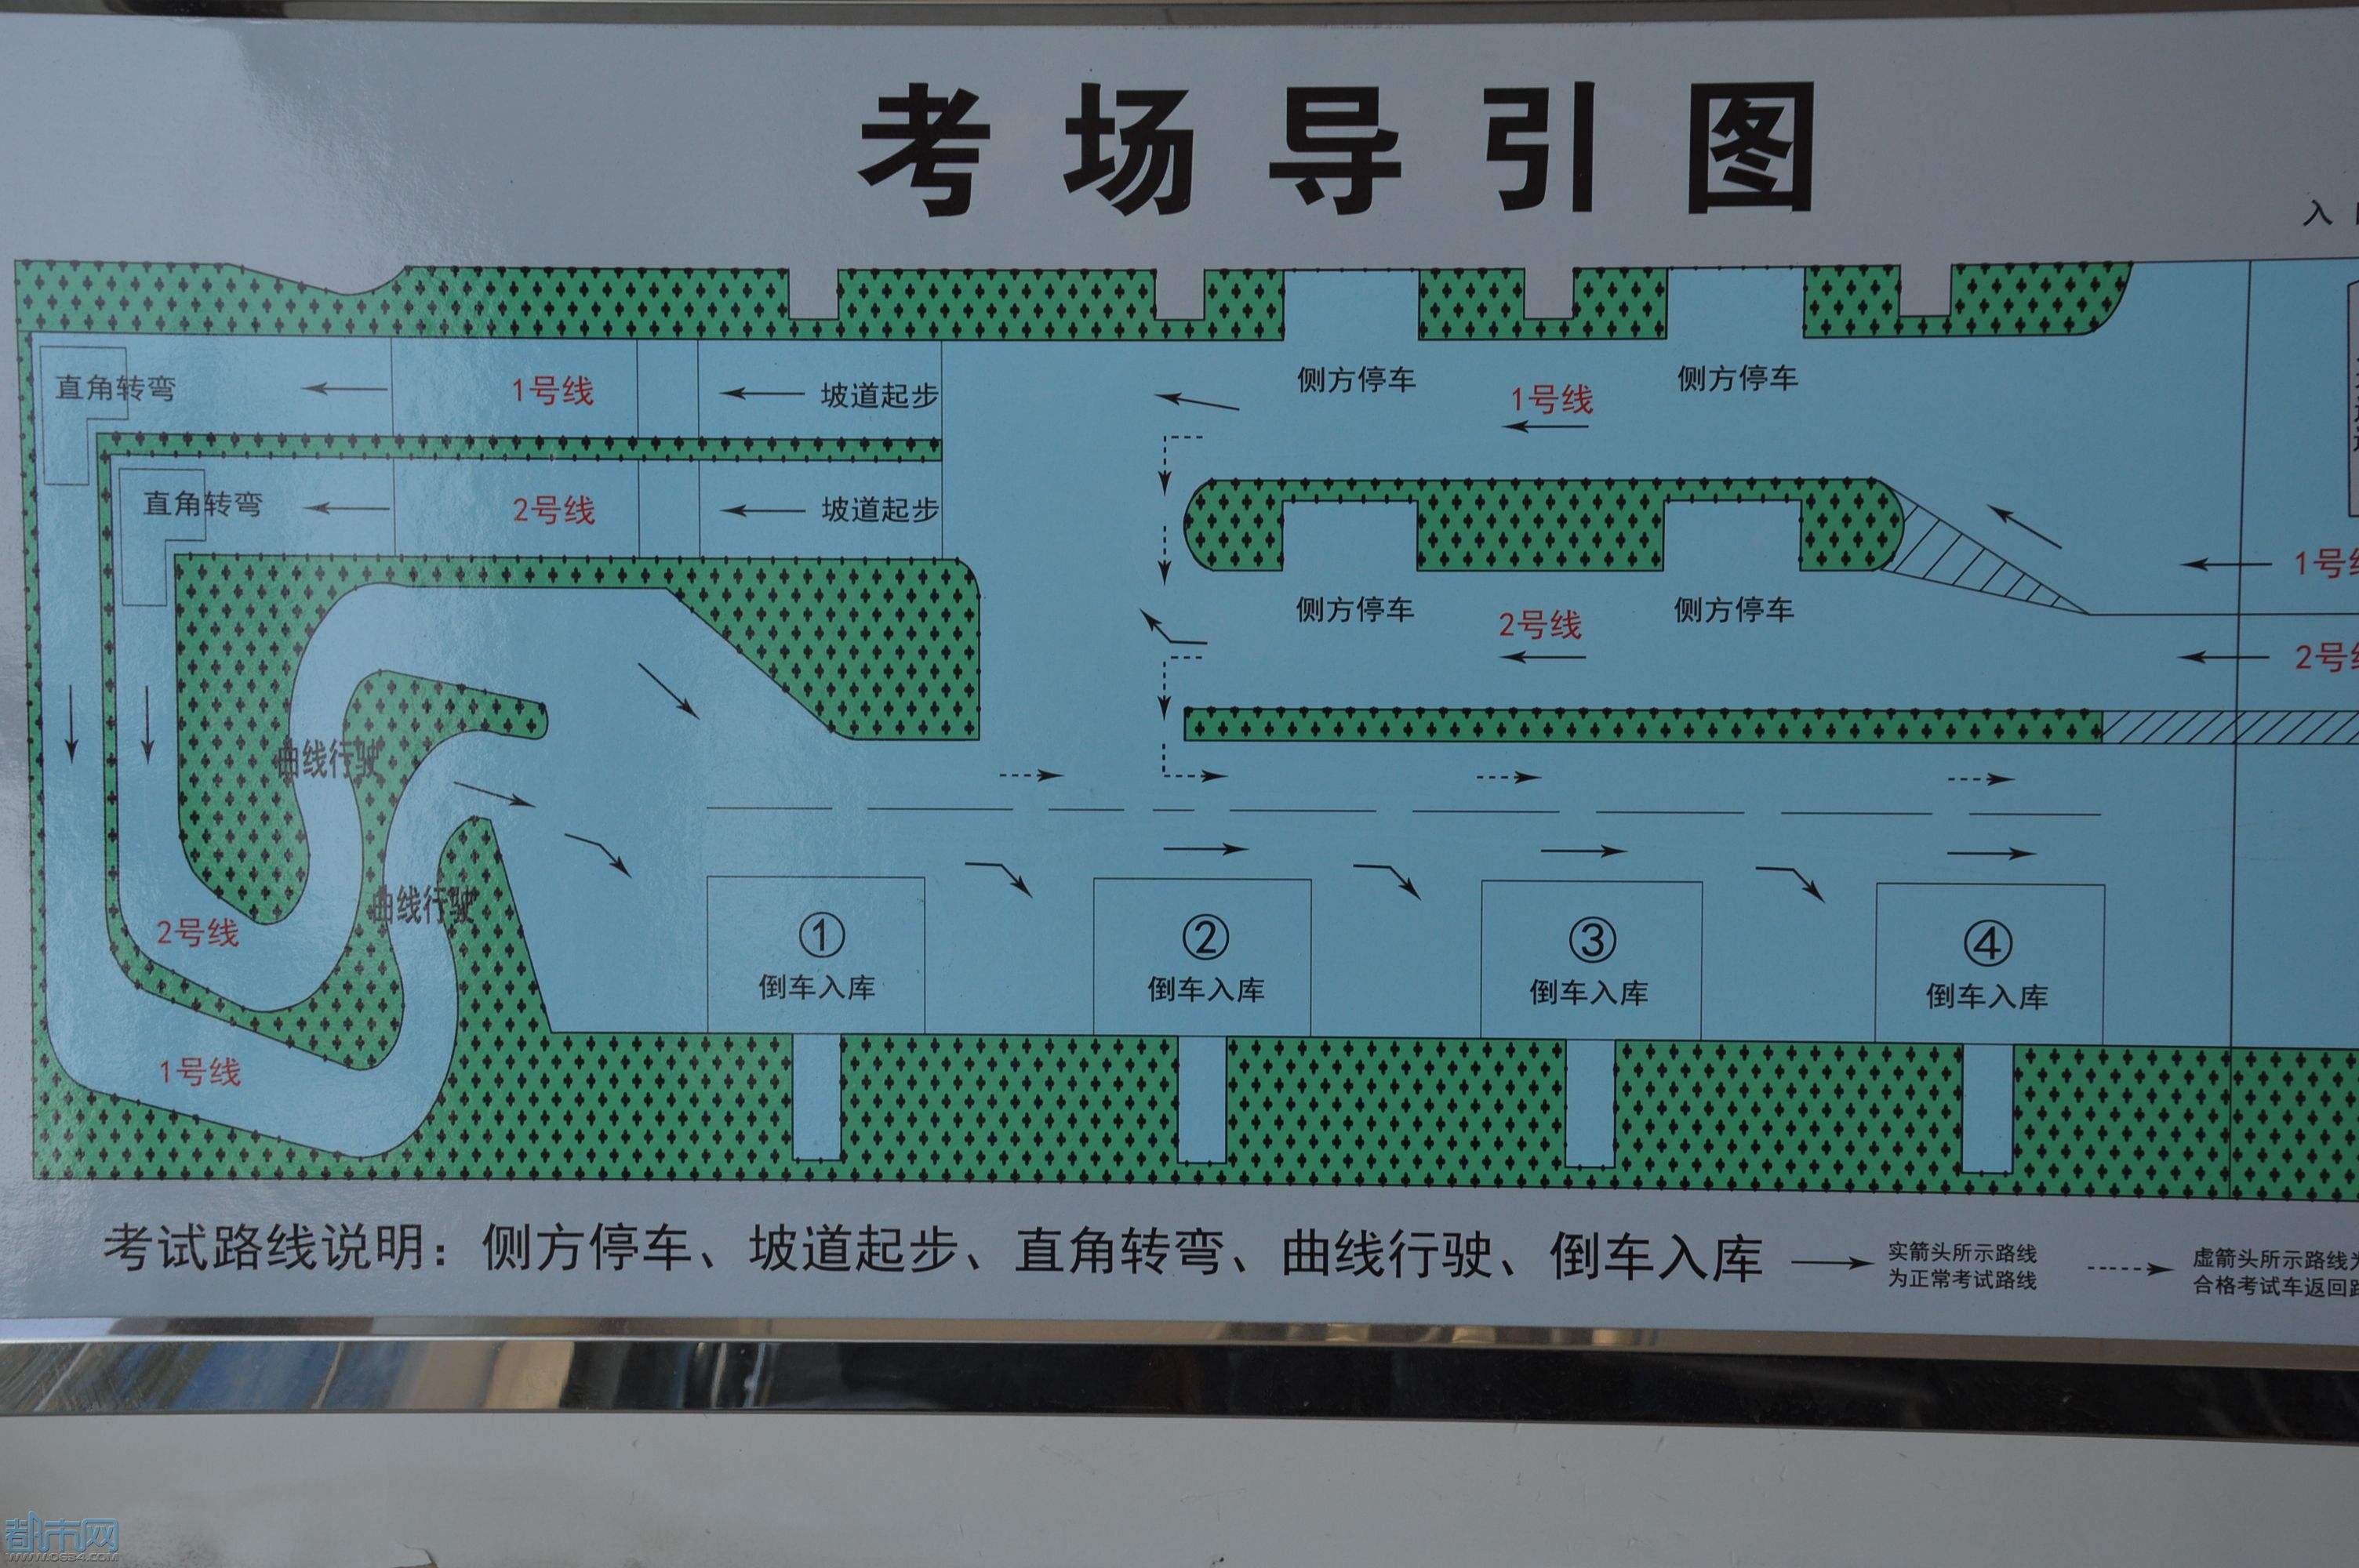 考场导引图
入
直角转弯
1号线
坡道起步
侧方停车
侧方停车
1号线
直角转弯
2号线
坡道起步
1号
侧方停车
侧方停车
2号线
2号
曲线行驶
曲线行驶
2号线
1号线
①
倒车入库
②
倒车入库
③
倒车入库
④
倒车入库
考试路线说明：侧方停车、坡道起步、直角转弯、曲线行驶、倒车入库
实箭头所示路线
为正常考试路线
虚箭头所示路线
合格考试车返回
都市网
WWW.0634.COM